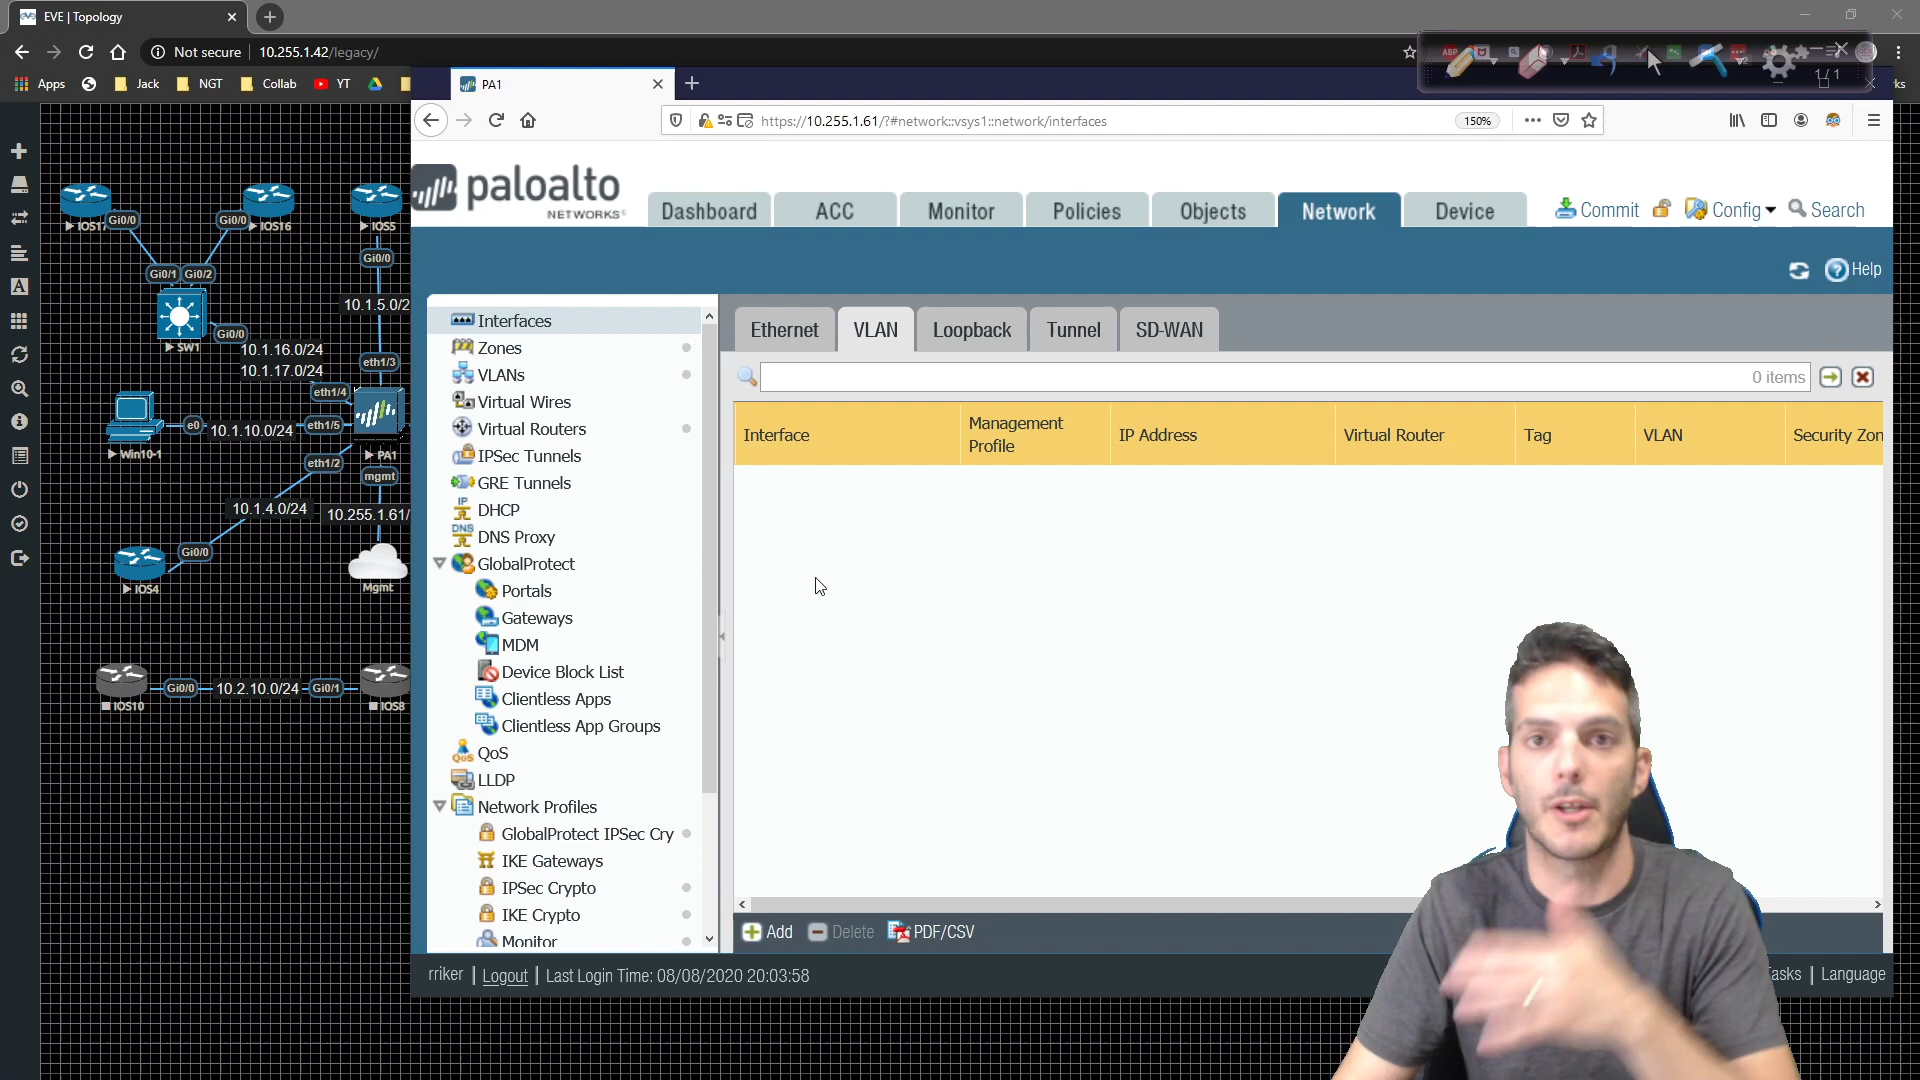 EVE | Topology
Not secure
10.255.1.42/legacy/
Apps
Jack
NGT
Collab
YT
PA1
1/1
ks
https://10.255.1.61/?#network::vsys1::network/interfaces
150%
paloalto
NETWORKS
Dashboard
ACC
Monitor
Policies
Objects
Network
Device
Commit
Config
Search
Help
Interfaces
Zones
VLANs
Virtual Wires
Virtual Routers
IPSec Tunnels
GRE Tunnels
DHCP
DNS Proxy
GlobalProtect
Portals
Gateways
MDM
Device Block List
Clientless Apps
Clientless App Groups
QoS
LLDP
Network Profiles
GlobalProtect IPSec Cry
IKE Gateways
IPSec Crypto
IKE Crypto
Monitor
Ethernet
VLAN
Loopback
Tunnel
SD-WAN
0 items
Interface
Management
Profile
IP Address
Virtual Router
Tag
VLAN
Security Zon
Add
Delete
PDF/CSV
rriker
Logout
Last Login Time: 08/08/2020 20:03:58
asks
Language
IOS17
Gi0/0
Gi0/0
IOS16
IOS5
Gi0/0
Gi0/1
Gi0/2
10.1.5.0/2
SW1
Gi0/0
10.1.16.0/24
10.1.17.0/24
eth1/3
eth1/4
e0
10.1.10.0/24
eth1/5
Win10-1
PA1
eth1/2
mgmt
10.1.4.0/24
10.255.1.61/
Gi0/0
IOS4
Mgmt
Gi0/0
10.2.10.0/24
Gi0/1
IOS10
IOS8